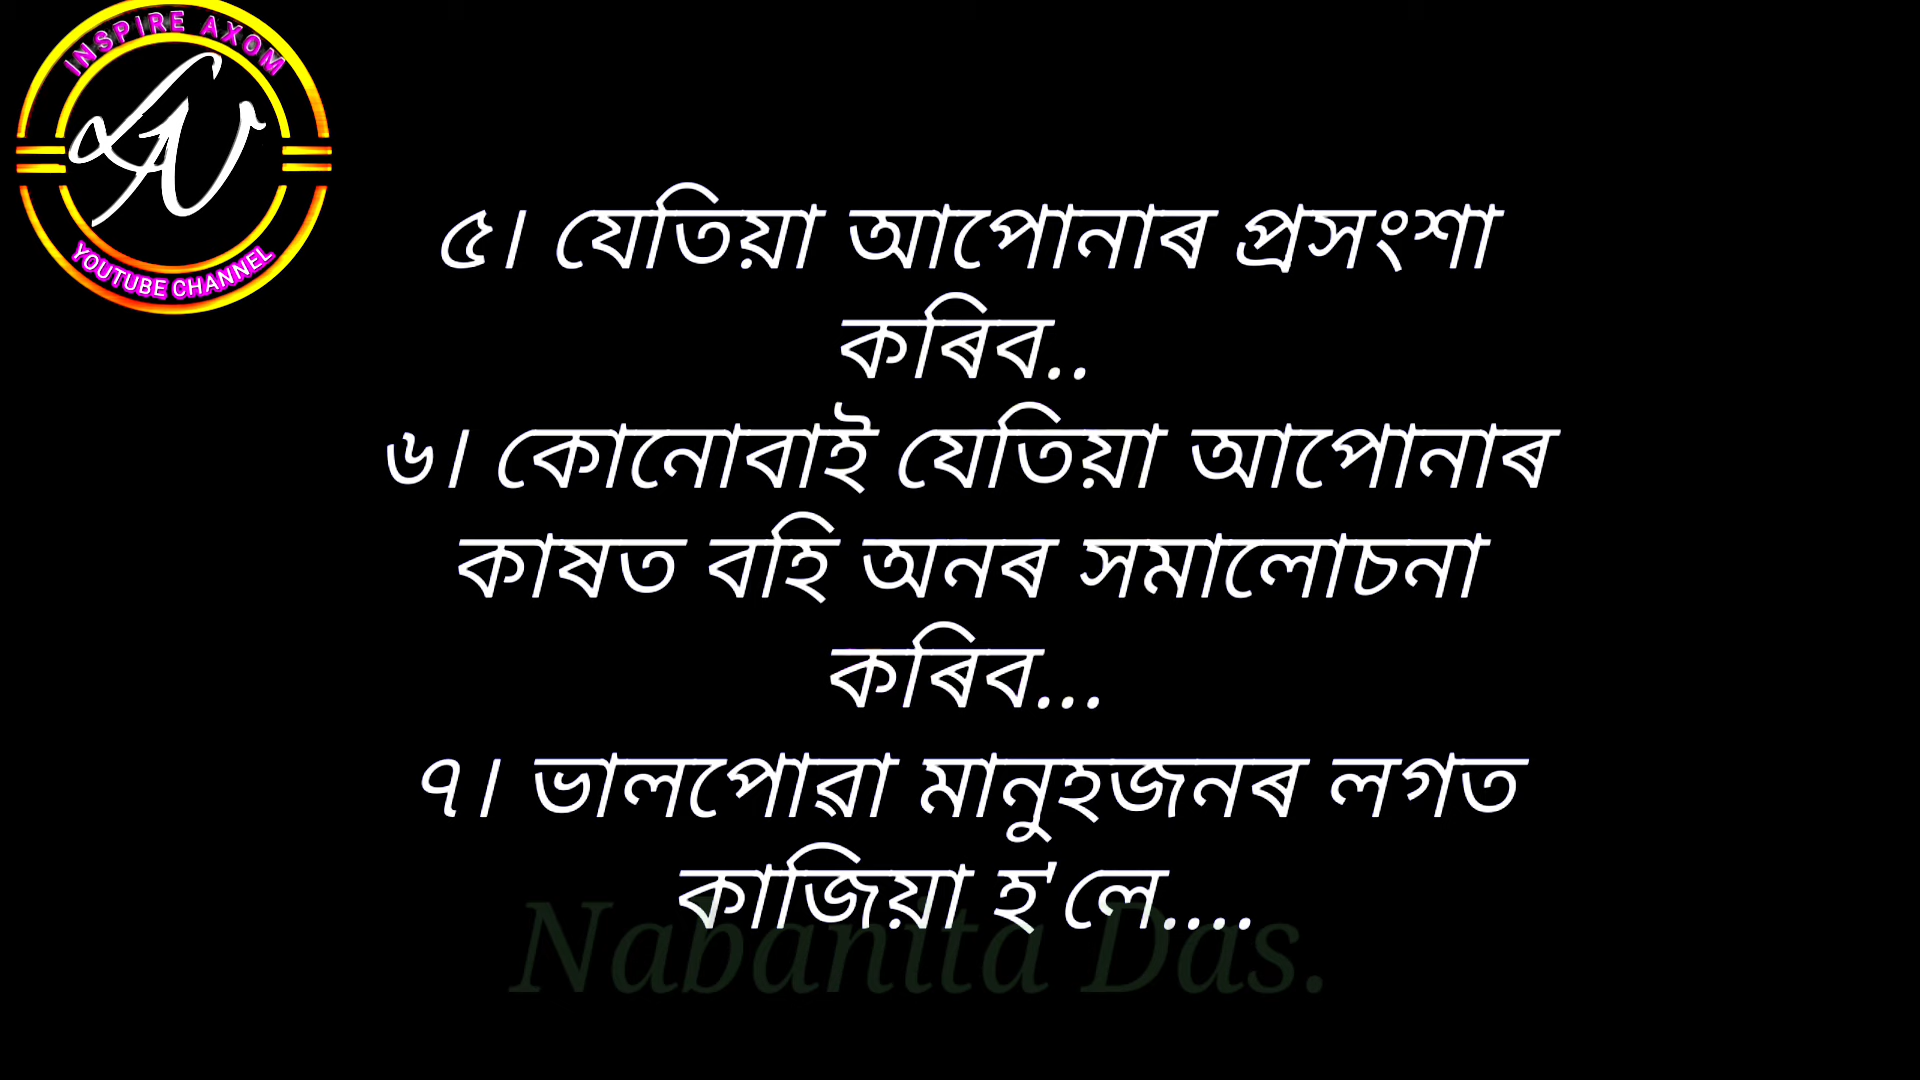 INSPIRE AXOM
YOUTUBE CHANNEL
৫। যেতিয়া আপোনাৰ প্ৰসংশা
কৰিব..
৬। কোনোবাই যেতিয়া আপোনাৰ
কাষত বহি অনৰ সমালোচনা
কৰিব...
৭। ভালপোৱা মানুহজনৰ লগত
কাজিয়া হ'লে....
Nabanita Das.